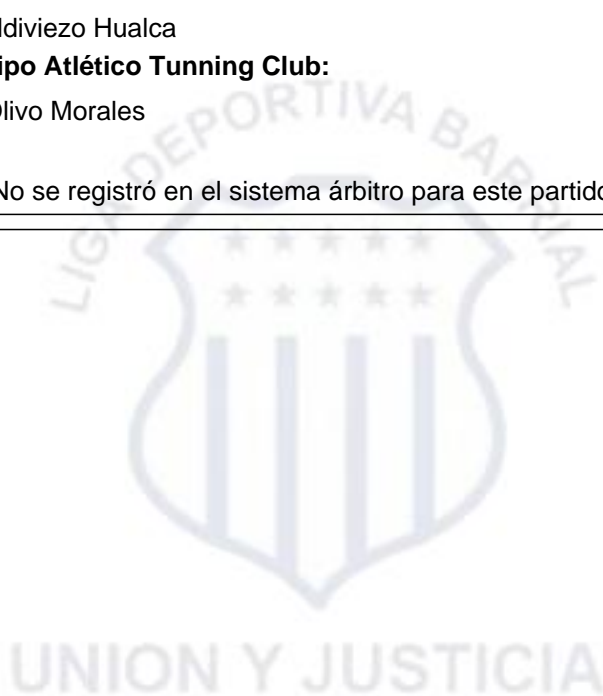 ldiviezo Hualca
ipo Atlético Tunning Club:
Olivo Morales
LIGA DEPORTIVA BARRIAL
No se registró en el sistema árbitro para este partido
UNION Y JUSTICIA